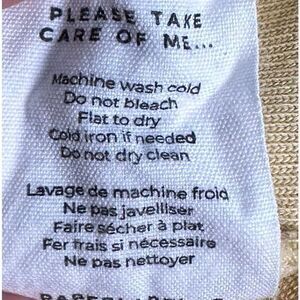 PLEASE TAKE
CARE OF ME...
Machine wash cold
Do not bleach
Flat to dry
Cold iron if needed
Do not dry clean
Lavage de machine froid
Ne pas javelliser
Faire sécher à plat
Fer frais si nécessaire
Ne pas nettoyer